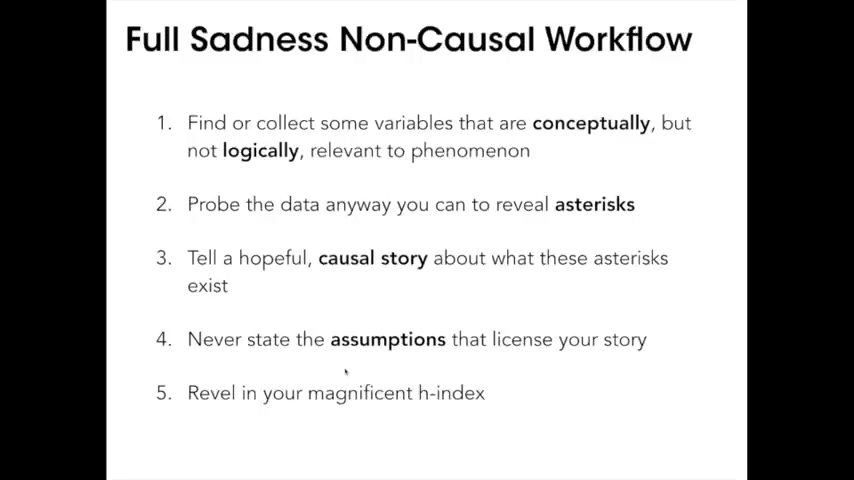 Full Sadness Non-Causal Workflow
1. Find or collect some variables that are conceptually, but
not logically, relevant to phenomenon
2. Probe the data anyway you can to reveal asterisks
3. Tell a hopeful, causal story about what these asterisks
exist
4. Never state the assumptions that license your story
5. Revel in your magnificent h-index